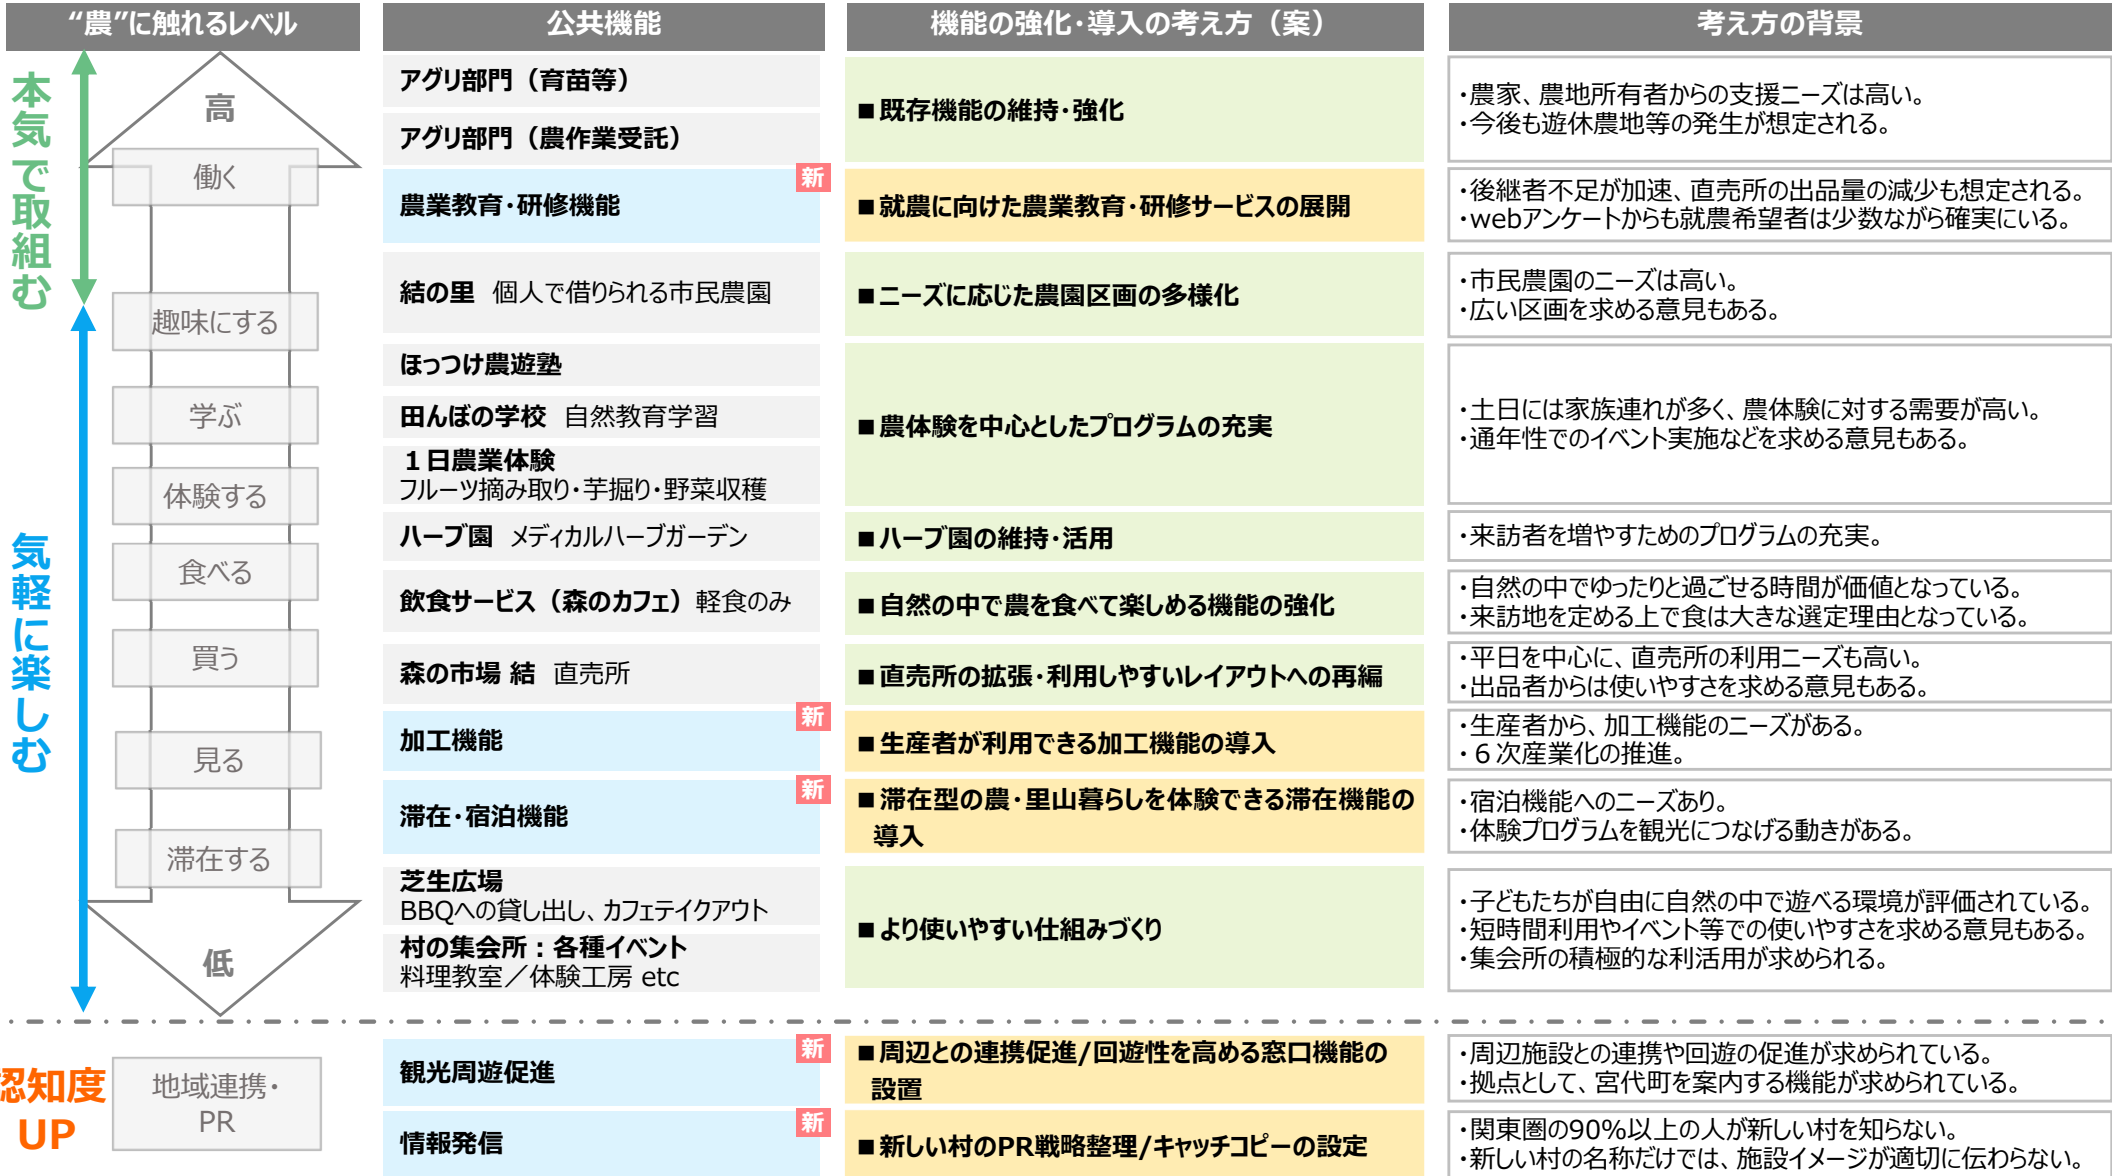 “農”に触れるレベル
公共機能
機能の強化・導入の考え方（案）
考え方の背景
本気で取組む
気軽に楽しむ
高
働く
趣味にする
学ぶ
体験する
食べる
買う
見る
滞在する
低
アグリ部門（育苗等）
アグリ部門（農作業受託）
■既存機能の維持・強化
・農家、農地所有者からの支援ニーズは高い。
・今後も遊休農地等の発生が想定される。
新
農業教育・研修機能
■就農に向けた農業教育・研修サービスの展開
・後継者不足が加速、直売所の出品量の減少も想定される。
・webアンケートからも就農希望者は少数ながら確実にいる。
結の里 個人で借りられる市民農園
■ニーズに応じた農園区画の多様化
・市民農園のニーズは高い。
・広い区画を求める意見もある。
ほっつけ農遊塾
田んぼの学校 自然教育学習
１日農業体験
フルーツ摘み取り・芋掘り・野菜収穫
■農体験を中心としたプログラムの充実
・土日には家族連れが多く、農体験に対する需要が高い。
・通年性でのイベント実施などを求める意見もある。
ハーブ園 メディカルハーブガーデン
■ハーブ園の維持・活用
・来訪者を増やすためのプログラムの充実。
飲食サービス（森のカフェ）軽食のみ
■自然の中で農を食べて楽しめる機能の強化
・自然の中でゆったりと過ごせる時間が価値となっている。
・来訪地を定める上で食は大きな選定理由となっている。
森の市場 結 直売所
■直売所の拡張・利用しやすいレイアウトへの再編
・平日を中心に、直売所の利用ニーズも高い。
・出品者からは使いやすさを求める意見もある。
新
加工機能
■生産者が利用できる加工機能の導入
・生産者から、加工機能のニーズがある。
・６次産業化の推進。
新
滞在・宿泊機能
■滞在型の農・里山暮らしを体験できる滞在機能の
導入
・宿泊機能へのニーズあり。
・体験プログラムを観光につなげる動きがある。
芝生広場
BBQへの貸し出し、カフェテイクアウト
村の集会所：各種イベント
料理教室／体験工房 etc
■より使いやすい仕組みづくり
・子どもたちが自由に自然の中で遊べる環境が評価されている。
・短時間利用やイベント等での使いやすさを求める意見もある。
・集会所の積極的な利活用が求められる。
認知度
UP
地域連携・
PR
新
観光周遊促進
■周辺との連携促進/回遊性を高める窓口機能の
設置
・周辺施設との連携や回遊の促進が求められている。
・拠点として、宮代町を案内する機能が求められている。
新
情報発信
■新しい村のPR戦略整理/キャッチコピーの設定
・関東圏の90%以上の人が新しい村を知らない。
・新しい村の名称だけでは、施設イメージが適切に伝わらない。